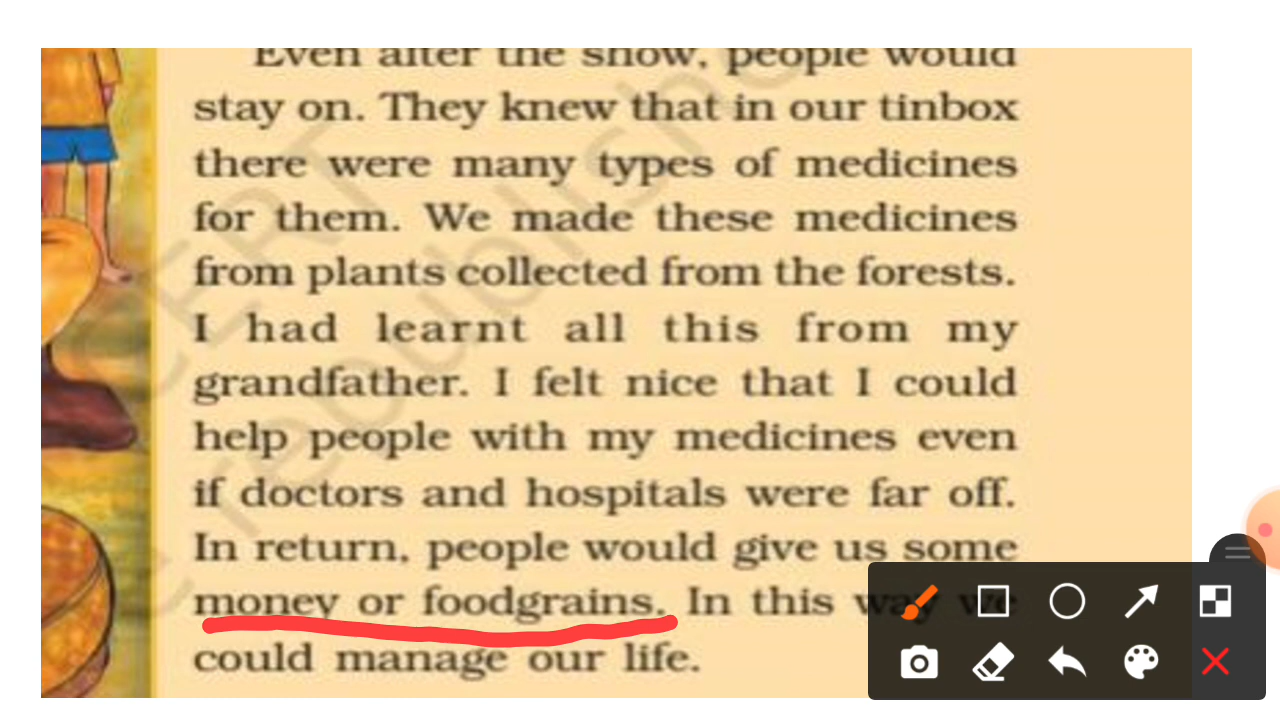 Even after the show, people would
stay on. They knew that in our tinbox
there were many types of medicines
for them. We made these medicines
from plants collected from the forests.
I had learnt all this from my
grandfather. I felt nice that I could
help people with my medicines even
if doctors and hospitals were far off.
In return, people would give us some
money or foodgrains. In this way we
could manage our life.